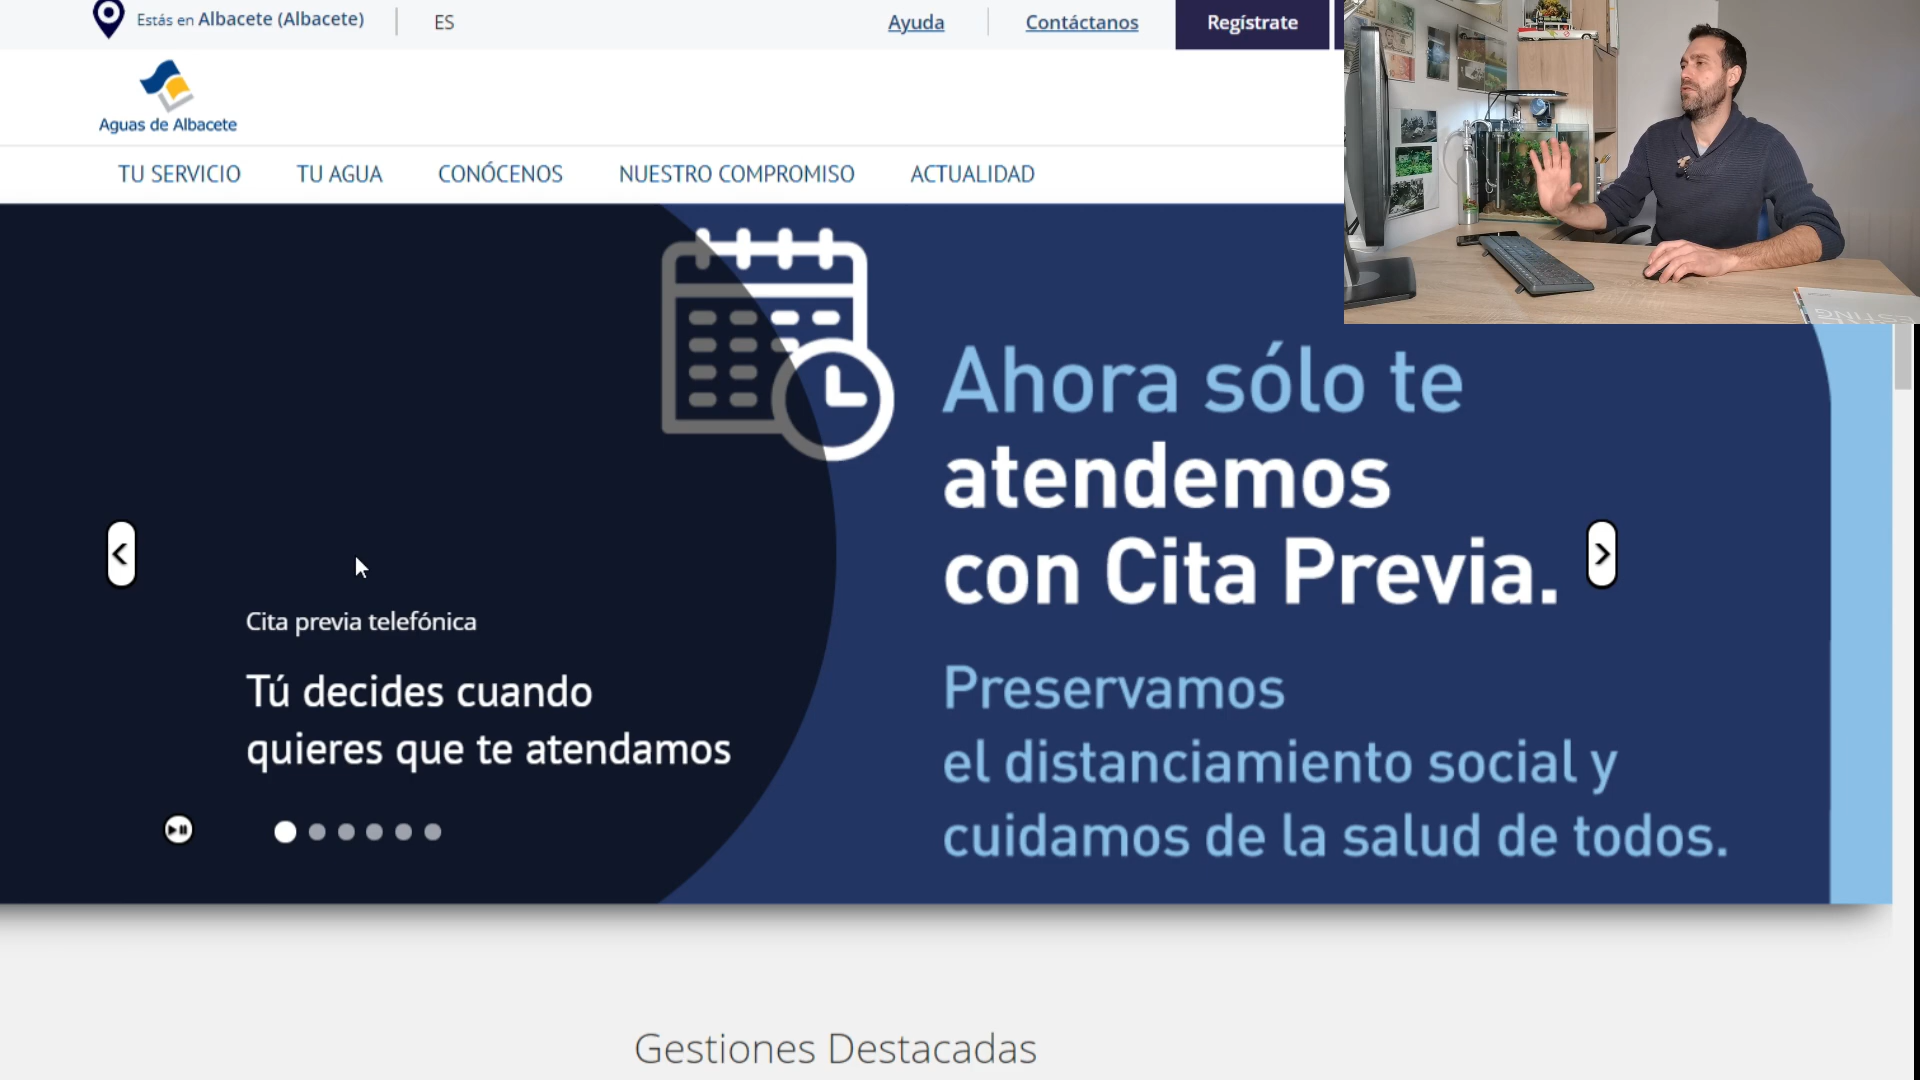 Estás en Albacete (Albacete)
ES
Ayuda
Contáctanos
Regístrate
Aguas de Albacete
TU SERVICIO
TU AGUA
CONÓCENOS
NUESTRO COMPROMISO
ACTUALIDAD
Ahora sólo te
atendemos
con Cita Previa.
Preservamos
el distanciamiento social y
cuidamos de la salud de todos.
Cita previa telefónica
Tú decides cuando
quieres que te atendamos
Gestiones Destacadas